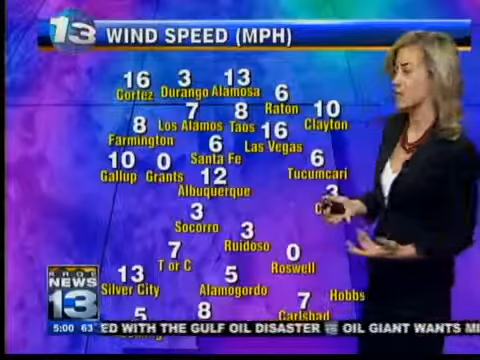 13 WIND SPEED (MPH)
16 3 13
Cortez Durango Alamosa
6
Raton
7 8 10
Los Alamos Taos Clayton
8 16
Farmington Las Vegas
6
Santa Fe
10 0 6
Gallup Grants Tucumcari
12
Albuquerque
3
C
3
Socorro
3
Ruidoso
7 0
T or C Roswell
13 5
Silver City Alamogordo
7 Hobbs
Carlsbad
5 8
KRQE
NEWS
13
5:00 63° ED WITH THE GULF OIL DISASTER OIL GIANT WANTS MI